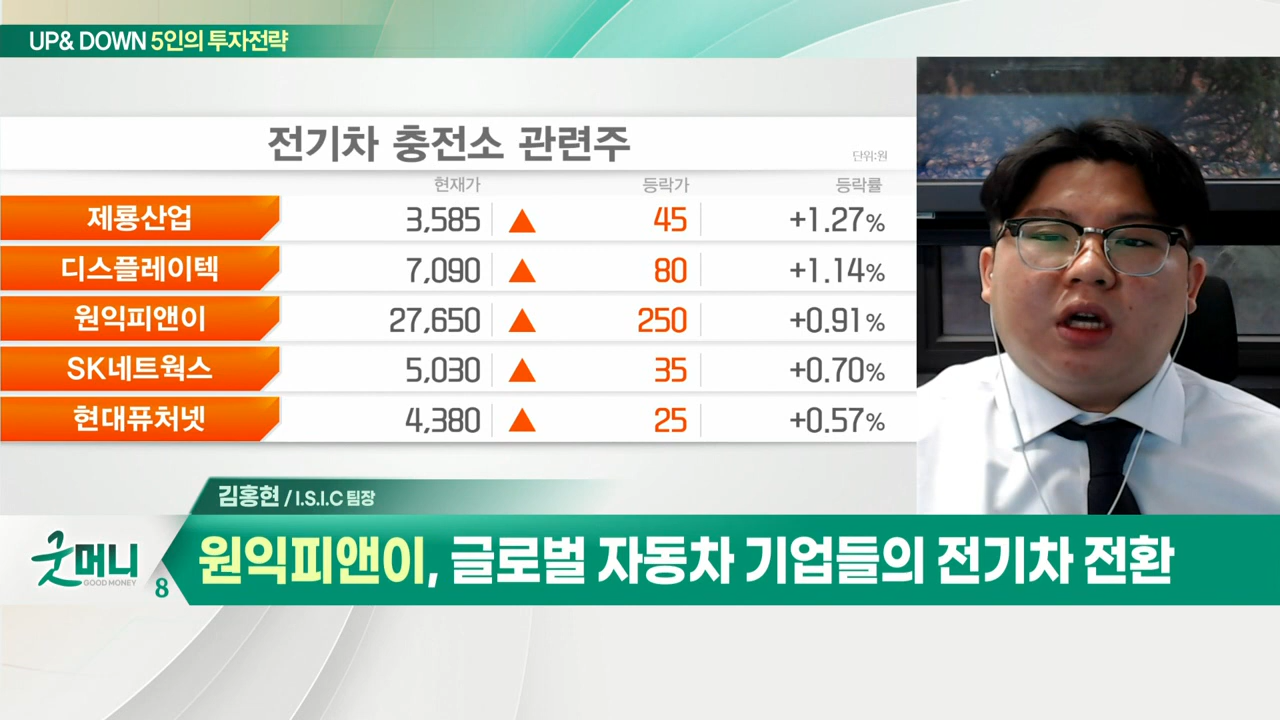 UP& DOWN 5인의 투자전략
전기차 충전소 관련주
단위:원
현재가 등락가 등락률
제룡산업 3,585 ▲ 45 +1.27%
디스플레이텍 7,090 ▲ 80 +1.14%
원익피앤이 27,650 ▲ 250 +0.91%
SK네트웍스 5,030 ▲ 35 +0.70%
현대퓨처넷 4,380 ▲ 25 +0.57%
김홍현 / I.S.I.C 팀장
굿머니
GOOD MONEY
8
원익피앤이, 글로벌 자동차 기업들의 전기차 전환